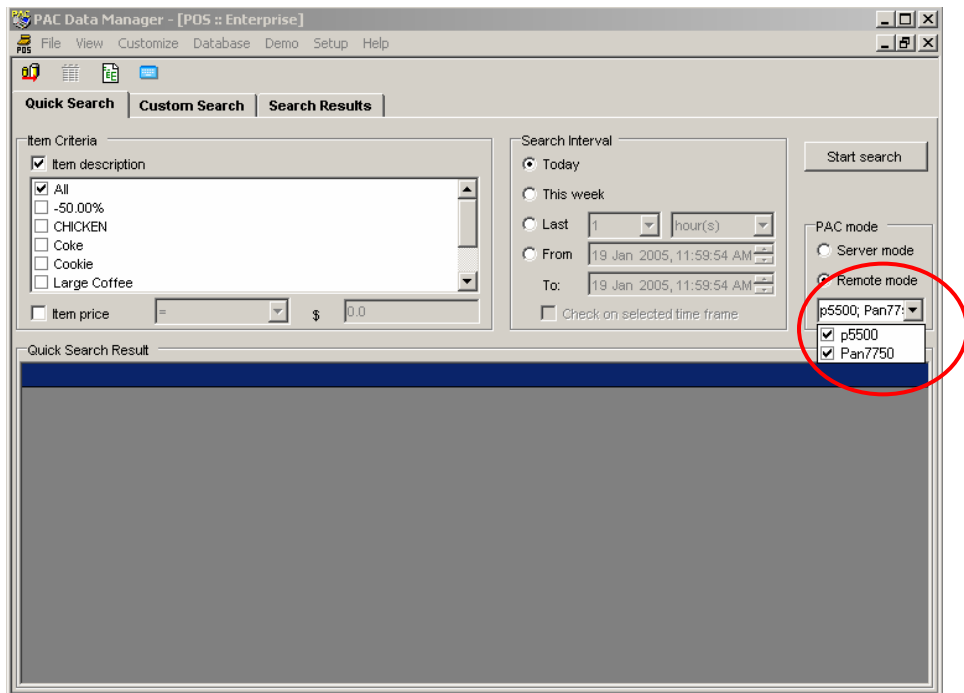 PAC Data Manager - [POS :: Enterprise]
POS File View Customize Database Demo Setup Help
Quick Search Custom Search Search Results
Item Criteria
Item description
All
-50.00%
CHICKEN
Coke
Cookie
Large Coffee
Item price = $ 0.0
Search Interval
Today
This week
Last 1 hour(s)
From 19 Jan 2005, 11:59:54 AM
To: 19 Jan 2005, 11:59:54 AM
Check on selected time frame
Start search
PAC mode
Server mode
Remote mode
p5500; Pan77
p5500
Pan7750
Quick Search Result